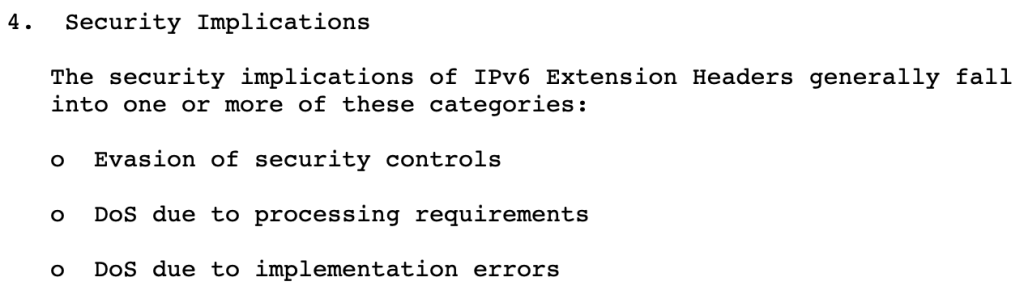 4. Security Implications
The security implications of IPv6 Extension Headers generally fall
into one or more of these categories:
o Evasion of security controls
o DoS due to processing requirements
o DoS due to implementation errors